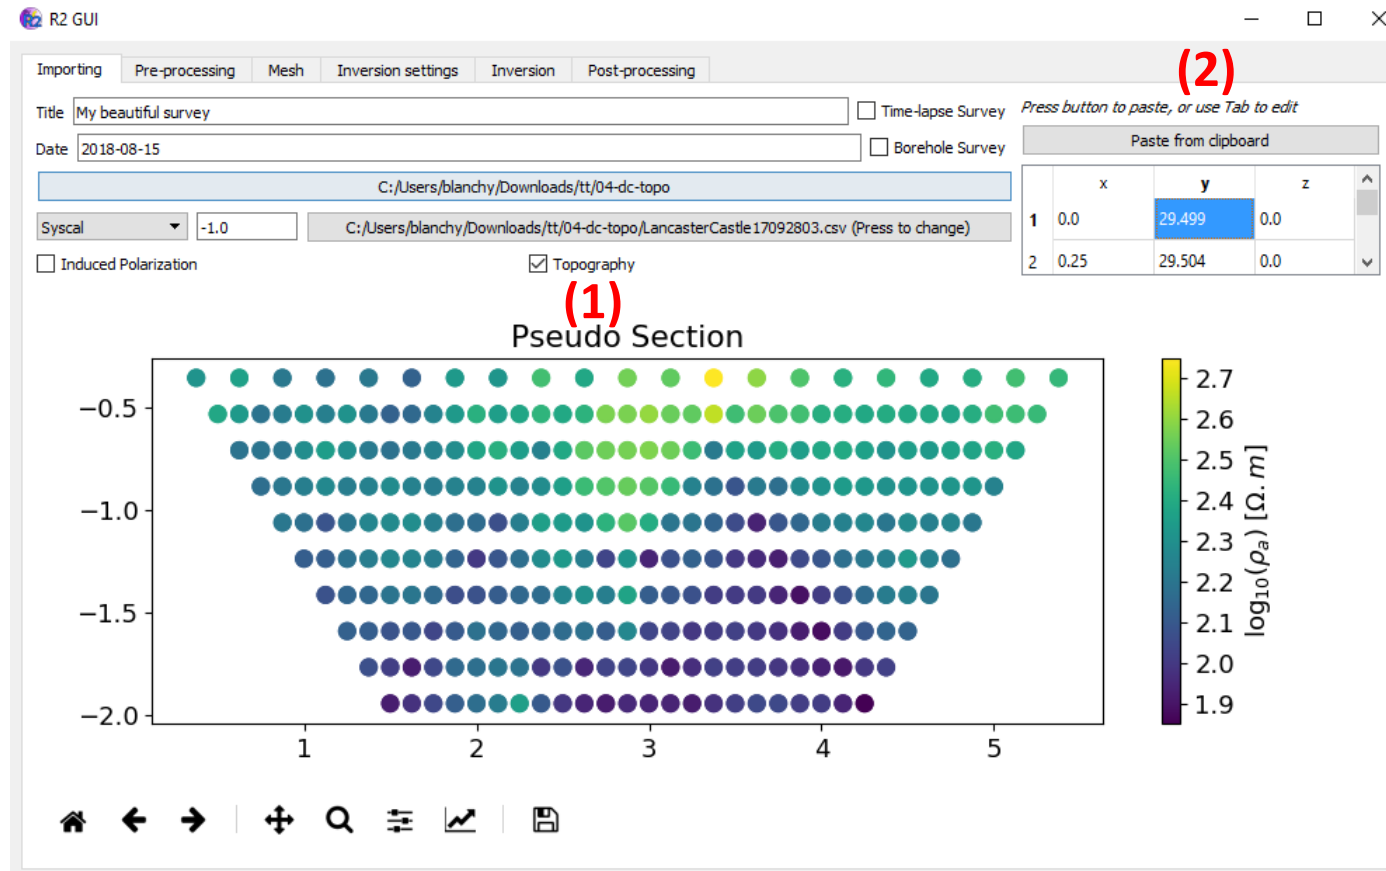 R2 GUI
Importing Pre-processing Mesh Inversion settings Inversion Post-processing
(2)
Title My beautiful survey Time-lapse Survey
Press button to paste, or use Tab to edit
Date 2018-08-15 Borehole Survey
Paste from clipboard
C:/Users/blanchy/Downloads/tt/04-dc-topo
x y z
Syscal -1.0 C:/Users/blanchy/Downloads/tt/04-dc-topo/LancasterCastle17092803.csv (Press to change)
1 0.0 29.499 0.0
Induced Polarization Topography
2 0.25 29.504 0.0
(1)
Pseudo Section
−0.5
−1.0
−1.5
−2.0
1 2 3 4 5
2.7
2.6
2.5
2.4
2.3
2.2
2.1
2.0
1.9
log₁₀(ρₐ) [Ω.m]